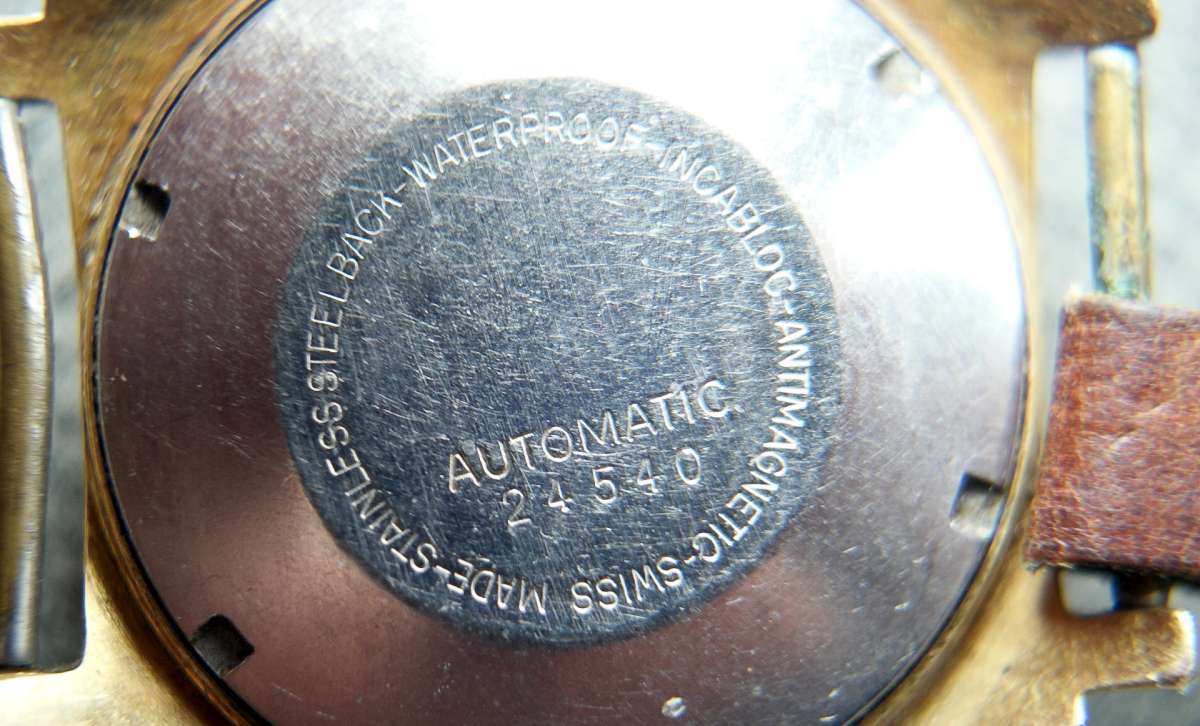 STAINLESS STEEL BACK-WATERPROOF-INCABLOC-ANTIMAGNETIC-SWISS MADE-
AUTOMATIC
24540